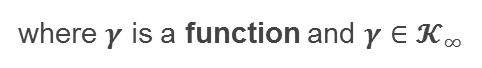 where γ is a function and γ ∈ 𝒦∞